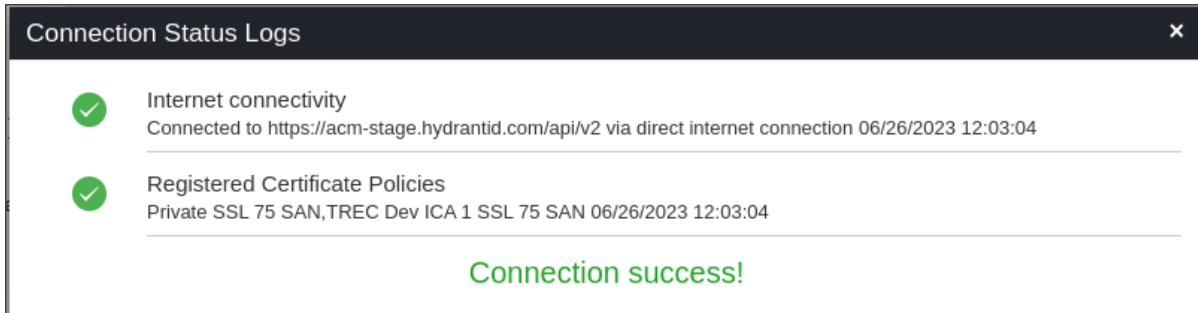 Connection Status Logs ×
Internet connectivity
Connected to https://acm-stage.hydrantid.com/api/v2 via direct internet connection 06/26/2023 12:03:04
Registered Certificate Policies
Private SSL 75 SAN,TREC Dev ICA 1 SSL 75 SAN 06/26/2023 12:03:04
Connection success!